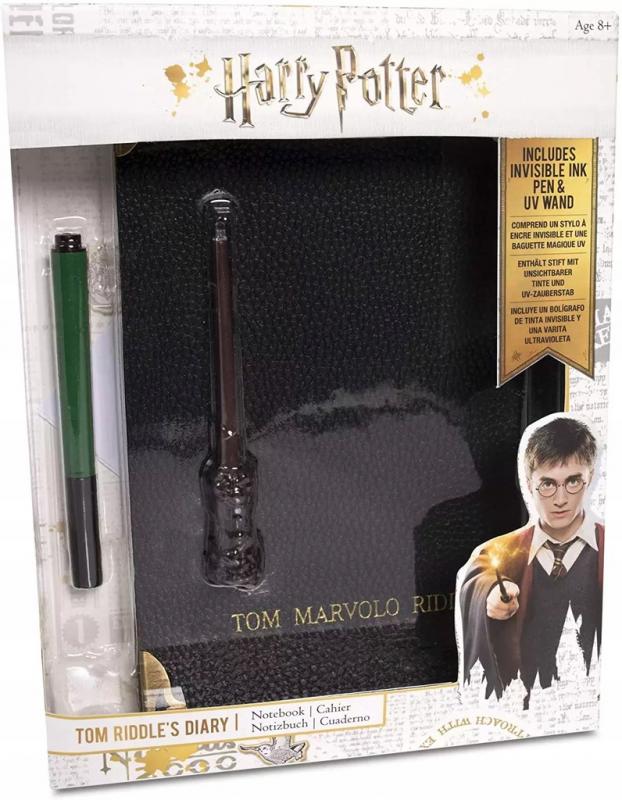 Age 8+
Harry Potter
INCLUDES
INVISIBLE INK
PEN &
UV WAND
COMPREND UN STYLO À
ENCRE INVISIBLE ET UNE
BAGUETTE MAGIQUE UV
ENTHÄLT STIFT MIT
UNSICHTBARER
TINTE UND
UV-ZAUBERSTAB
INCLUYE UN BOLÍGRAFO
DE TINTA INVISIBLE Y
UNA VARITA
ULTRAVIOLETA
TOM MARVOLO RIDI
TOM RIDDLE'S DIARY | Notebook | Cahier
Notizbuch | Cuaderno